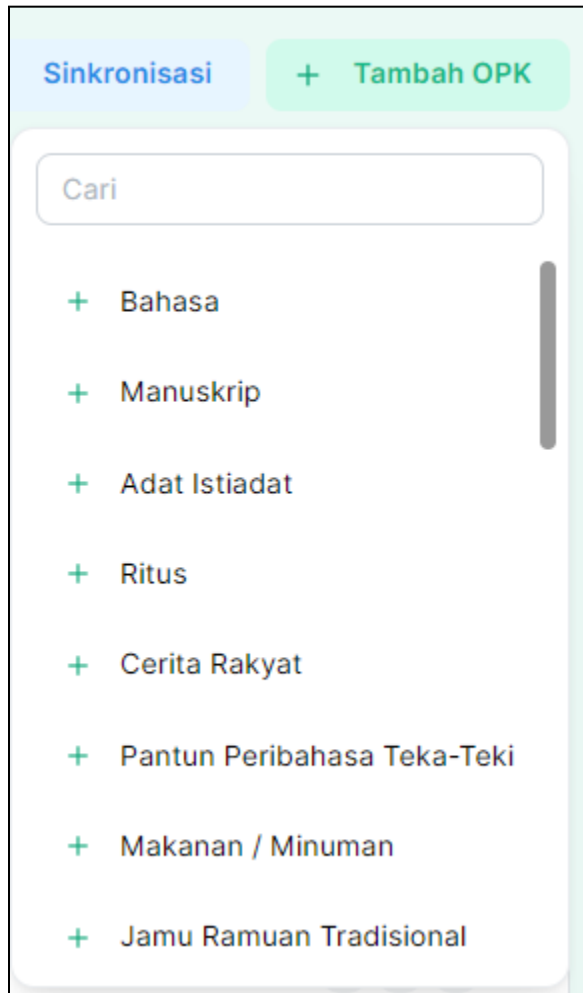 Sinkronisasi
+ Tambah OPK
Cari
+ Bahasa
+ Manuskrip
+ Adat Istiadat
+ Ritus
+ Cerita Rakyat
+ Pantun Peribahasa Teka-Teki
+ Makanan / Minuman
+ Jamu Ramuan Tradisional